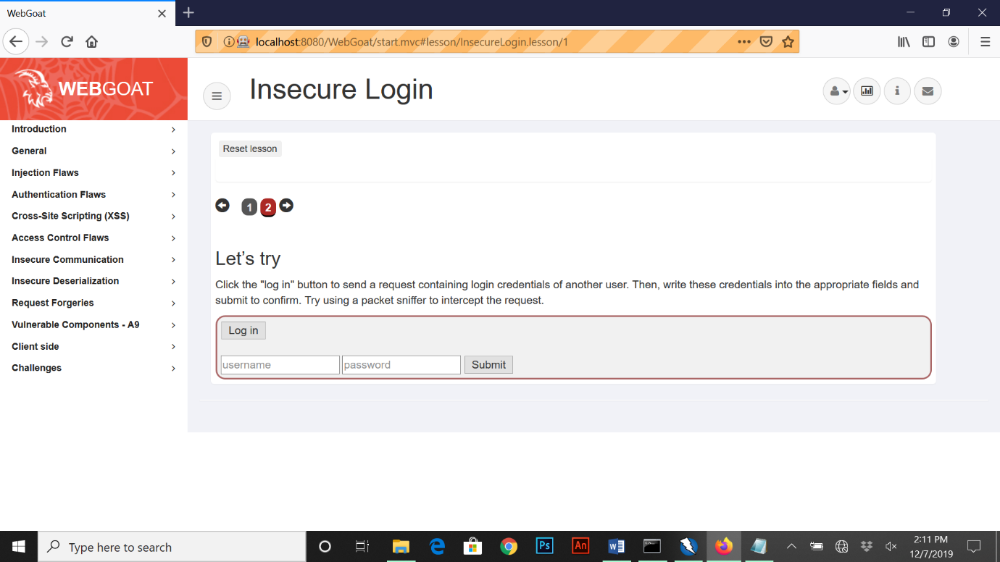 WebGoat
localhost:8080/WebGoat/start.mvc#lesson/InsecureLogin.lesson/1
WEBGOAT
Insecure Login
Introduction
General
Injection Flaws
Authentication Flaws
Cross-Site Scripting (XSS)
Access Control Flaws
Insecure Communication
Insecure Deserialization
Request Forgeries
Vulnerable Components - A9
Client side
Challenges
Reset lesson
1 2
Let’s try
Click the "log in" button to send a request containing login credentials of another user. Then, write these credentials into the appropriate fields and
submit to confirm. Try using a packet sniffer to intercept the request.
Log in
username password Submit
Type here to search
Ps
An
2:11 PM
12/7/2019